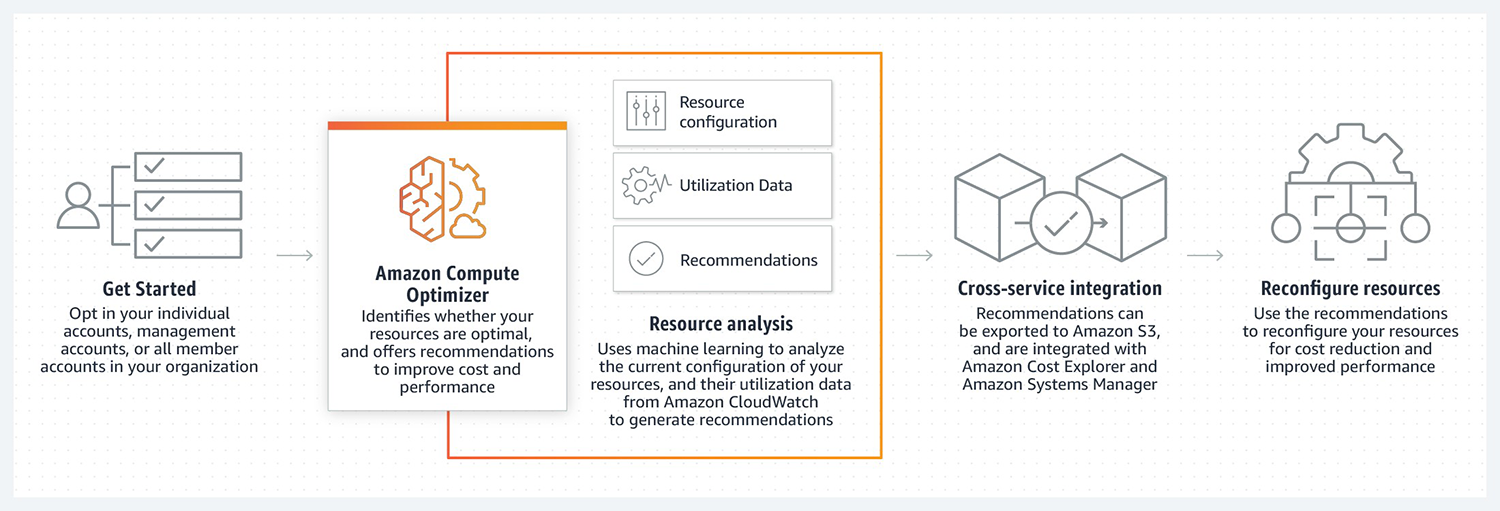 Get Started
Opt in your individual
accounts, management
accounts, or all member
accounts in your organization
Amazon Compute
Optimizer
Identifies whether your
resources are optimal,
and offers recommendations
to improve cost and
performance
Resource
configuration
Utilization Data
Recommendations
Resource analysis
Uses machine learning to analyze
the current configuration of your
resources, and their utilization data
from Amazon CloudWatch
to generate recommendations
Cross-service integration
Recommendations can
be exported to Amazon S3,
and are integrated with
Amazon Cost Explorer and
Amazon Systems Manager
Reconfigure resources
Use the recommendations
to reconfigure your resources
for cost reduction and
improved performance